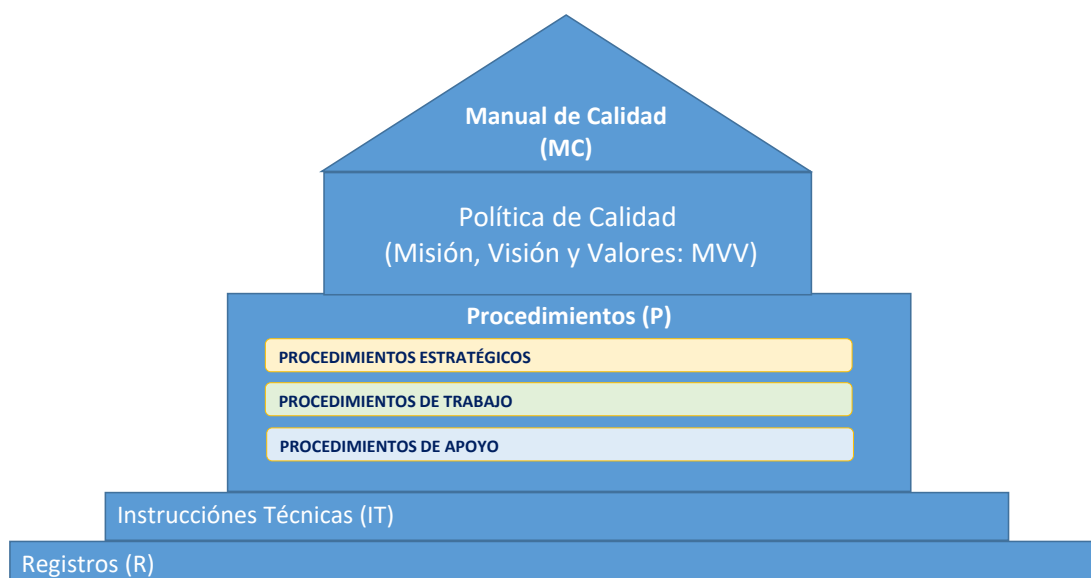 Manual de Calidad
(MC)
Política de Calidad
(Misión, Visión y Valores: MVV)
Procedimientos (P)
PROCEDIMIENTOS ESTRATÉGICOS
PROCEDIMIENTOS DE TRABAJO
PROCEDIMIENTOS DE APOYO
Instrucciónes Técnicas (IT)
Registros (R)